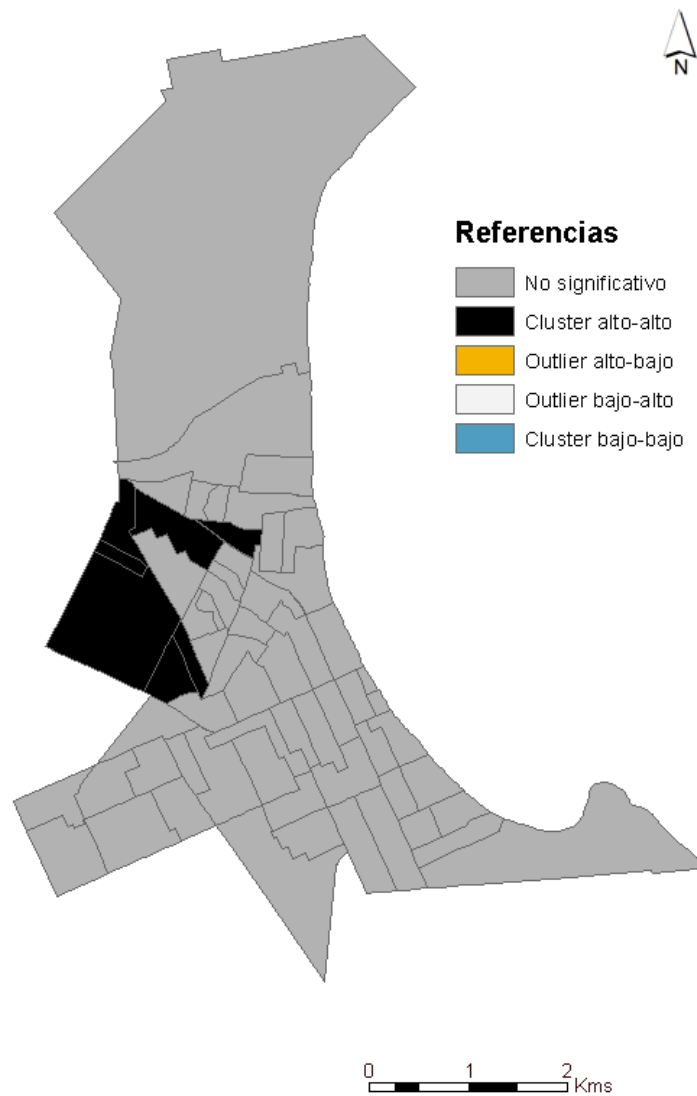 N
Referencias
No significativo
Cluster alto-alto
Outlier alto-bajo
Outlier bajo-alto
Cluster bajo-bajo
0 1 2
Kms